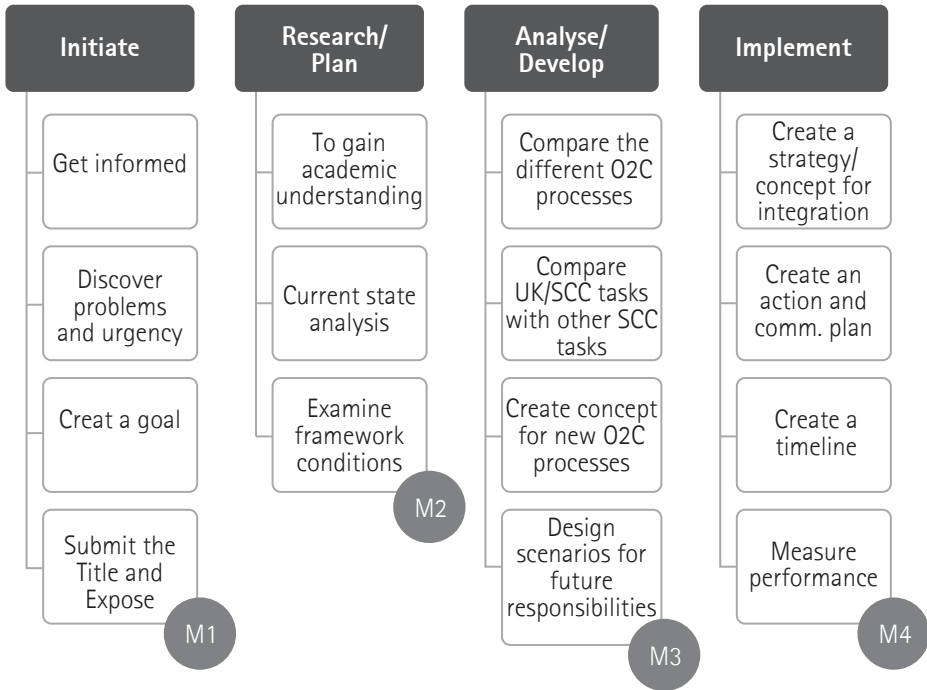 Initiate
Get informed
Discover
problems
and urgency
Creat a goal
Submit the
Title and
Expose
M1
Research/
Plan
To gain
academic
understanding
Current state
analysis
Examine
framework
conditions
M2
Analyse/
Develop
Compare the
different O2C
processes
Compare
UK/SCC tasks
with other SCC
tasks
Create concept
for new O2C
processes
Design
scenarios for
future
responsibilities
M3
Implement
Create a
strategy/
concept for
integration
Create an
action and
comm. plan
Create a
timeline
Measure
performance
M4